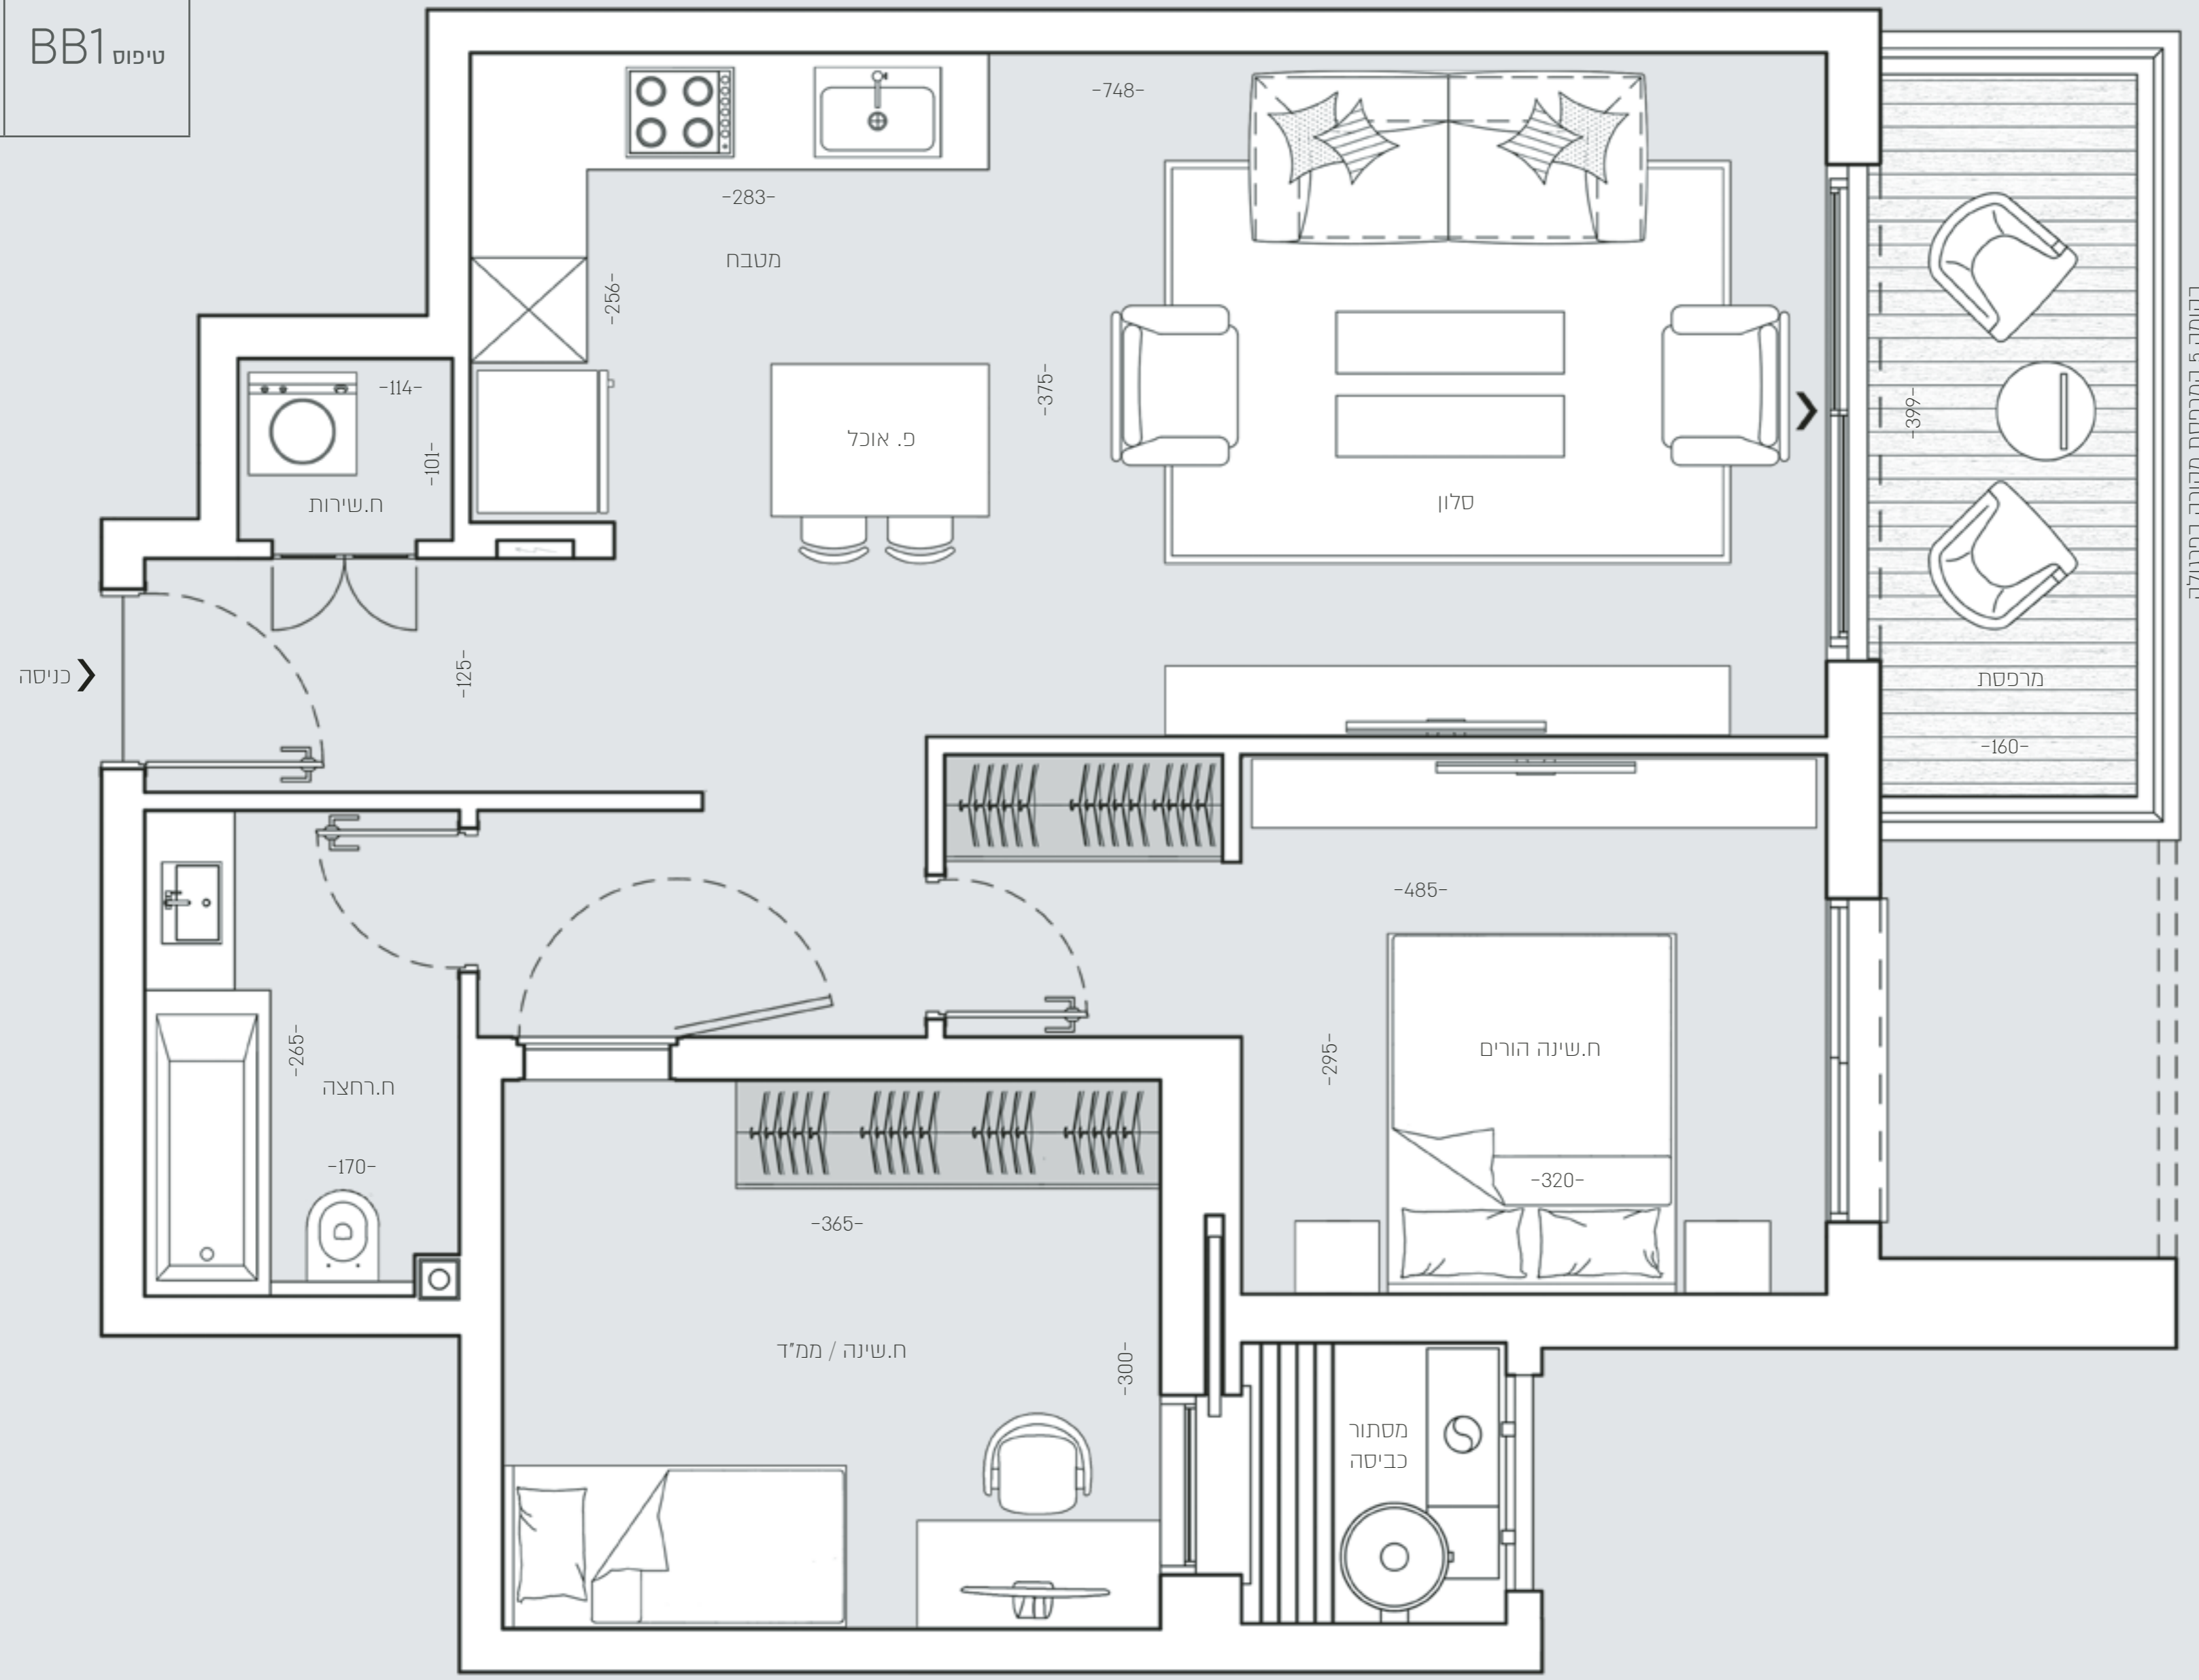 טיפוס BB1
-748-
-283-
מטבח
-256-
-114-
-101-
ח.שירות
-375-
פ. אוכל
סלון
-399-
מרפסת
-160-
כניסה
-125-
-485-
-295-
ח.שינה הורים
-320-
-265-
ח.רחצה
-170-
-365-
ח.שינה / ממ"ד
-300-
מסתור
כביסה